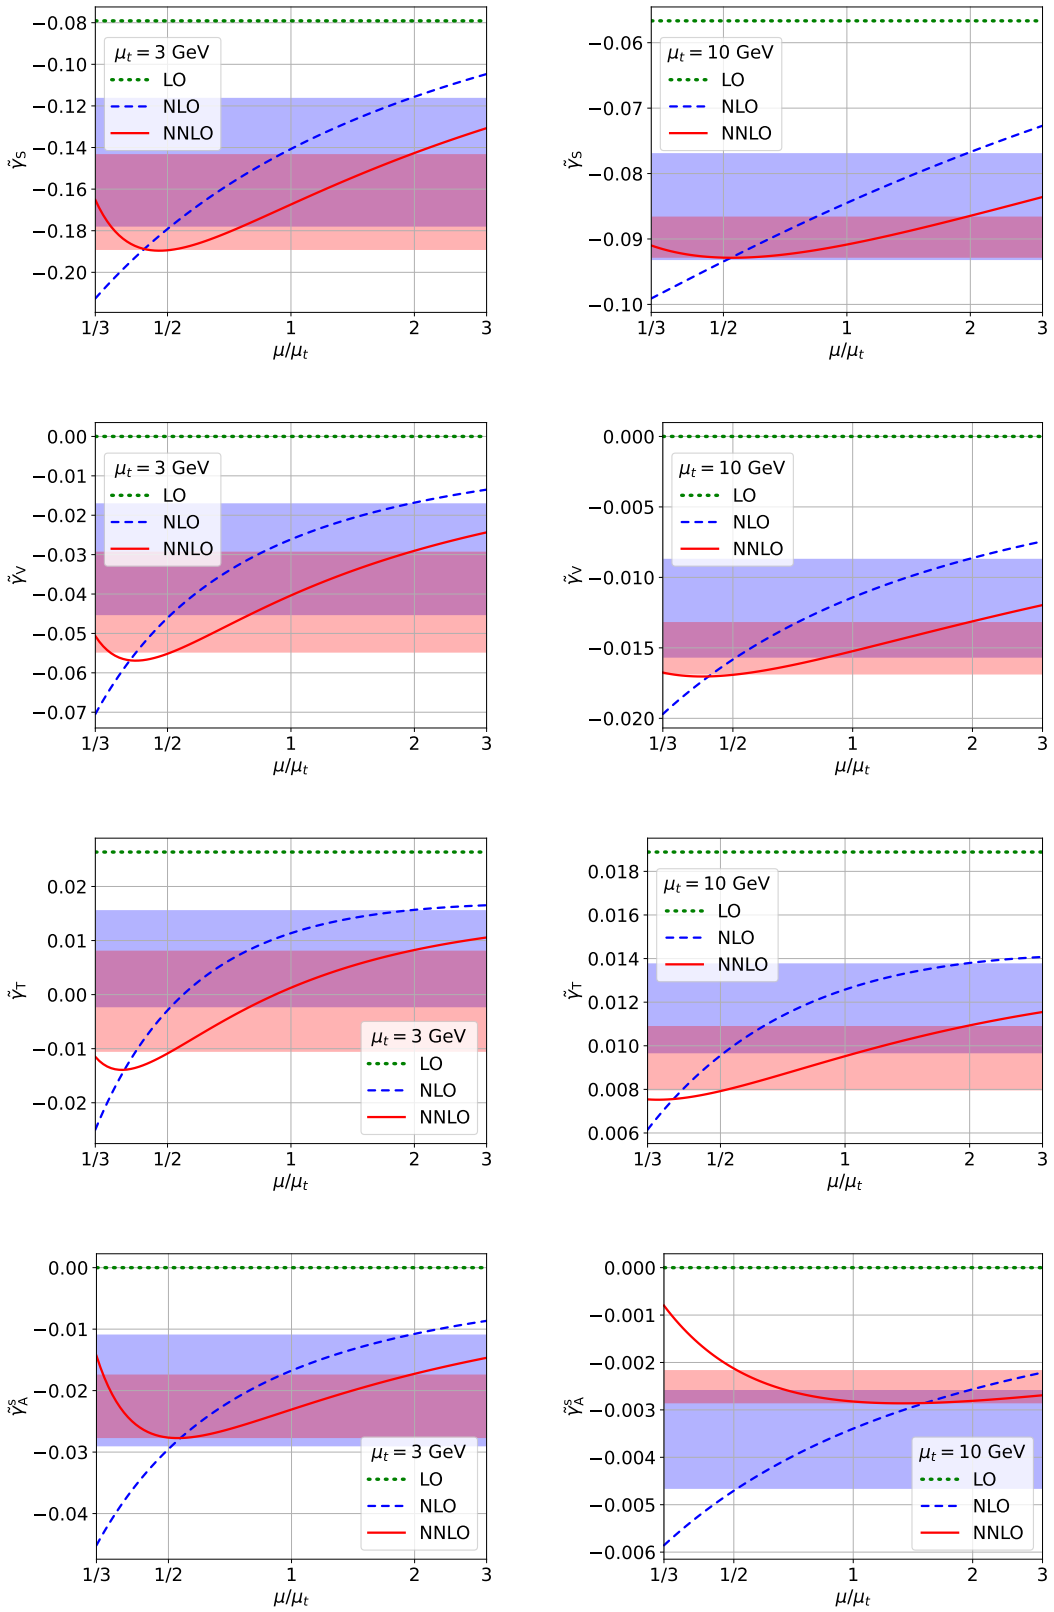 −0.08
−0.10
−0.12
−0.14
−0.16
−0.18
−0.20
γ̃S
μt = 3 GeV
LO
NLO
NNLO
1/3 1/2 1 2 3
μ/μt
−0.06
−0.07
−0.08
−0.09
−0.10
γ̃S
μt = 10 GeV
LO
NLO
NNLO
1/3 1/2 1 2 3
μ/μt
0.00
−0.01
−0.02
−0.03
−0.04
−0.05
−0.06
−0.07
γ̃V
μt = 3 GeV
LO
NLO
NNLO
1/3 1/2 1 2 3
μ/μt
0.000
−0.005
−0.010
−0.015
−0.020
γ̃V
μt = 10 GeV
LO
NLO
NNLO
1/3 1/2 1 2 3
μ/μt
0.02
0.01
0.00
−0.01
−0.02
γ̃T
μt = 3 GeV
LO
NLO
NNLO
1/3 1/2 1 2 3
μ/μt
0.018
0.016
0.014
0.012
0.010
0.008
0.006
γ̃T
μt = 10 GeV
LO
NLO
NNLO
1/3 1/2 1 2 3
μ/μt
0.00
−0.01
−0.02
−0.03
−0.04
γ̃sA
μt = 3 GeV
LO
NLO
NNLO
1/3 1/2 1 2 3
μ/μt
0.000
−0.001
−0.002
−0.003
−0.004
−0.005
−0.006
γ̃sA
μt = 10 GeV
LO
NLO
NNLO
1/3 1/2 1 2 3
μ/μt